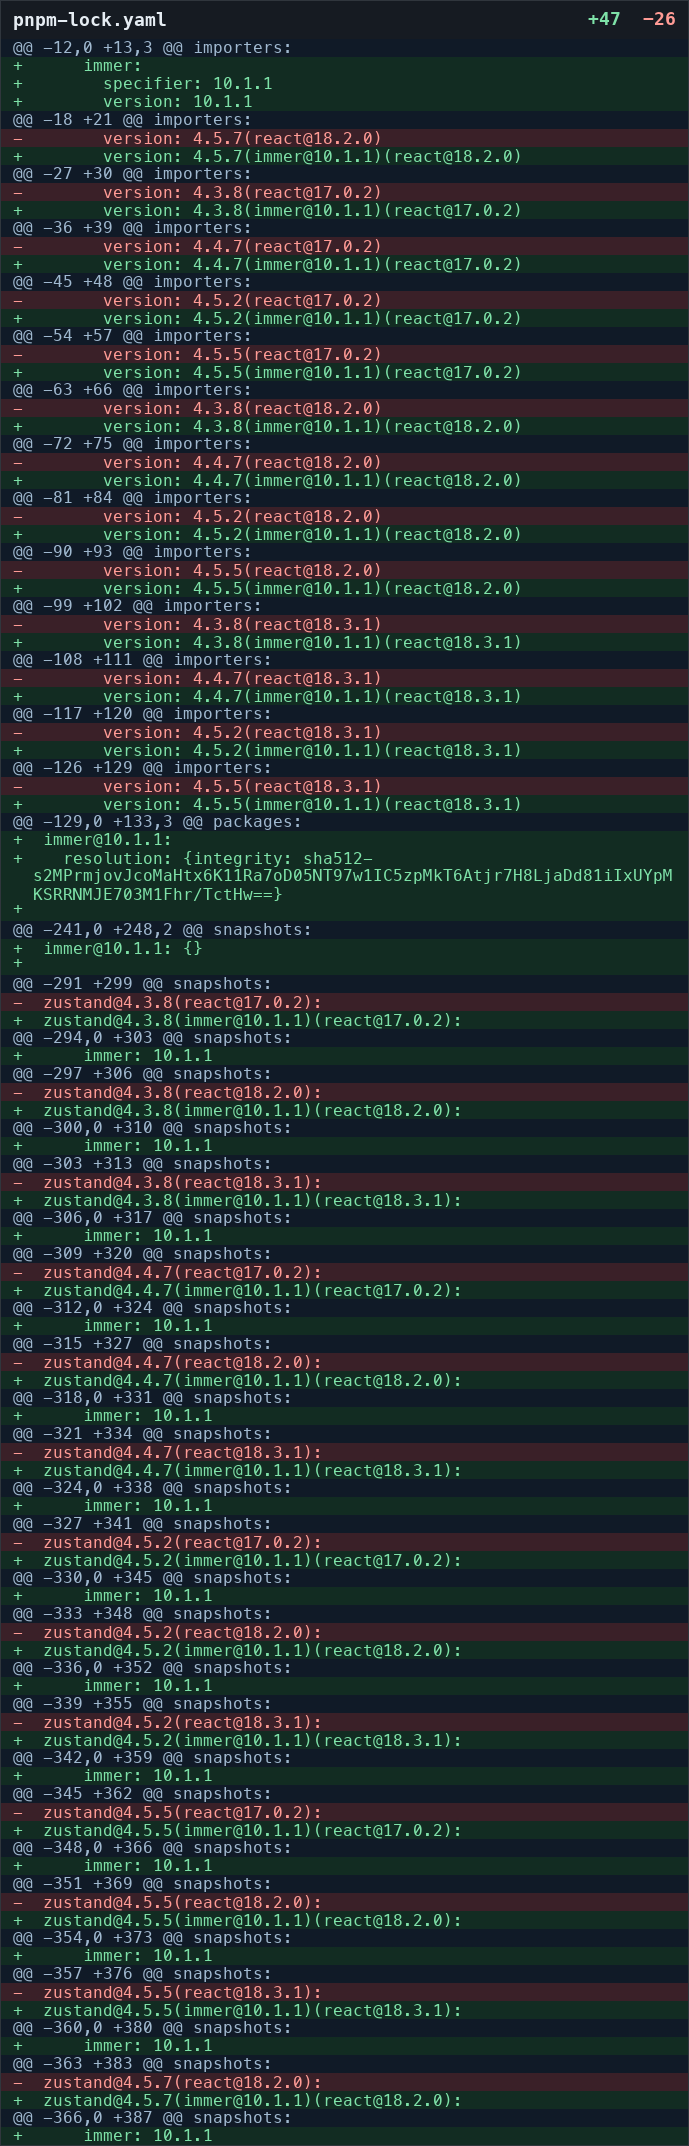 pnpm-lock.yaml +47 -26
@@ -12,0 +13,3 @@ importers:
+      immer:
+        specifier: 10.1.1
+        version: 10.1.1
@@ -18 +21 @@ importers:
-        version: 4.5.7(react@18.2.0)
+        version: 4.5.7(immer@10.1.1)(react@18.2.0)
@@ -27 +30 @@ importers:
-        version: 4.3.8(react@17.0.2)
+        version: 4.3.8(immer@10.1.1)(react@17.0.2)
@@ -36 +39 @@ importers:
-        version: 4.4.7(react@17.0.2)
+        version: 4.4.7(immer@10.1.1)(react@17.0.2)
@@ -45 +48 @@ importers:
-        version: 4.5.2(react@17.0.2)
+        version: 4.5.2(immer@10.1.1)(react@17.0.2)
@@ -54 +57 @@ importers:
-        version: 4.5.5(react@17.0.2)
+        version: 4.5.5(immer@10.1.1)(react@17.0.2)
@@ -63 +66 @@ importers:
-        version: 4.3.8(react@18.2.0)
+        version: 4.3.8(immer@10.1.1)(react@18.2.0)
@@ -72 +75 @@ importers:
-        version: 4.4.7(react@18.2.0)
+        version: 4.4.7(immer@10.1.1)(react@18.2.0)
@@ -81 +84 @@ importers:
-        version: 4.5.2(react@18.2.0)
+        version: 4.5.2(immer@10.1.1)(react@18.2.0)
@@ -90 +93 @@ importers:
-        version: 4.5.5(react@18.2.0)
+        version: 4.5.5(immer@10.1.1)(react@18.2.0)
@@ -99 +102 @@ importers:
-        version: 4.3.8(react@18.3.1)
+        version: 4.3.8(immer@10.1.1)(react@18.3.1)
@@ -108 +111 @@ importers:
-        version: 4.4.7(react@18.3.1)
+        version: 4.4.7(immer@10.1.1)(react@18.3.1)
@@ -117 +120 @@ importers:
-        version: 4.5.2(react@18.3.1)
+        version: 4.5.2(immer@10.1.1)(react@18.3.1)
@@ -126 +129 @@ importers:
-        version: 4.5.5(react@18.3.1)
+        version: 4.5.5(immer@10.1.1)(react@18.3.1)
@@ -129,0 +133,3 @@ packages:
+  immer@10.1.1:
+    resolution: {integrity: sha512-
s2MPrmjovJcoMaHtx6K11Ra7oD05NT97w1IC5zpMkT6Atjr7H8LjaDd81iIxUYpM
KSRRNMJE703M1Fhr/TctHw==}
+
@@ -241,0 +248,2 @@ snapshots:
+  immer@10.1.1: {}
+
@@ -291 +299 @@ snapshots:
-  zustand@4.3.8(react@17.0.2):
+  zustand@4.3.8(immer@10.1.1)(react@17.0.2):
@@ -294,0 +303 @@ snapshots:
+      immer: 10.1.1
@@ -297 +306 @@ snapshots:
-  zustand@4.3.8(react@18.2.0):
+  zustand@4.3.8(immer@10.1.1)(react@18.2.0):
@@ -300,0 +310 @@ snapshots:
+      immer: 10.1.1
@@ -303 +313 @@ snapshots:
-  zustand@4.3.8(react@18.3.1):
+  zustand@4.3.8(immer@10.1.1)(react@18.3.1):
@@ -306,0 +317 @@ snapshots:
+      immer: 10.1.1
@@ -309 +320 @@ snapshots:
-  zustand@4.4.7(react@17.0.2):
+  zustand@4.4.7(immer@10.1.1)(react@17.0.2):
@@ -312,0 +324 @@ snapshots:
+      immer: 10.1.1
@@ -315 +327 @@ snapshots:
-  zustand@4.4.7(react@18.2.0):
+  zustand@4.4.7(immer@10.1.1)(react@18.2.0):
@@ -318,0 +331 @@ snapshots:
+      immer: 10.1.1
@@ -321 +334 @@ snapshots:
-  zustand@4.4.7(react@18.3.1):
+  zustand@4.4.7(immer@10.1.1)(react@18.3.1):
@@ -324,0 +338 @@ snapshots:
+      immer: 10.1.1
@@ -327 +341 @@ snapshots:
-  zustand@4.5.2(react@17.0.2):
+  zustand@4.5.2(immer@10.1.1)(react@17.0.2):
@@ -330,0 +345 @@ snapshots:
+      immer: 10.1.1
@@ -333 +348 @@ snapshots:
-  zustand@4.5.2(react@18.2.0):
+  zustand@4.5.2(immer@10.1.1)(react@18.2.0):
@@ -336,0 +352 @@ snapshots:
+      immer: 10.1.1
@@ -339 +355 @@ snapshots:
-  zustand@4.5.2(react@18.3.1):
+  zustand@4.5.2(immer@10.1.1)(react@18.3.1):
@@ -342,0 +359 @@ snapshots:
+      immer: 10.1.1
@@ -345 +362 @@ snapshots:
-  zustand@4.5.5(react@17.0.2):
+  zustand@4.5.5(immer@10.1.1)(react@17.0.2):
@@ -348,0 +366 @@ snapshots:
+      immer: 10.1.1
@@ -351 +369 @@ snapshots:
-  zustand@4.5.5(react@18.2.0):
+  zustand@4.5.5(immer@10.1.1)(react@18.2.0):
@@ -354,0 +373 @@ snapshots:
+      immer: 10.1.1
@@ -357 +376 @@ snapshots:
-  zustand@4.5.5(react@18.3.1):
+  zustand@4.5.5(immer@10.1.1)(react@18.3.1):
@@ -360,0 +380 @@ snapshots:
+      immer: 10.1.1
@@ -363 +383 @@ snapshots:
-  zustand@4.5.7(react@18.2.0):
+  zustand@4.5.7(immer@10.1.1)(react@18.2.0):
@@ -366,0 +387 @@ snapshots:
+      immer: 10.1.1